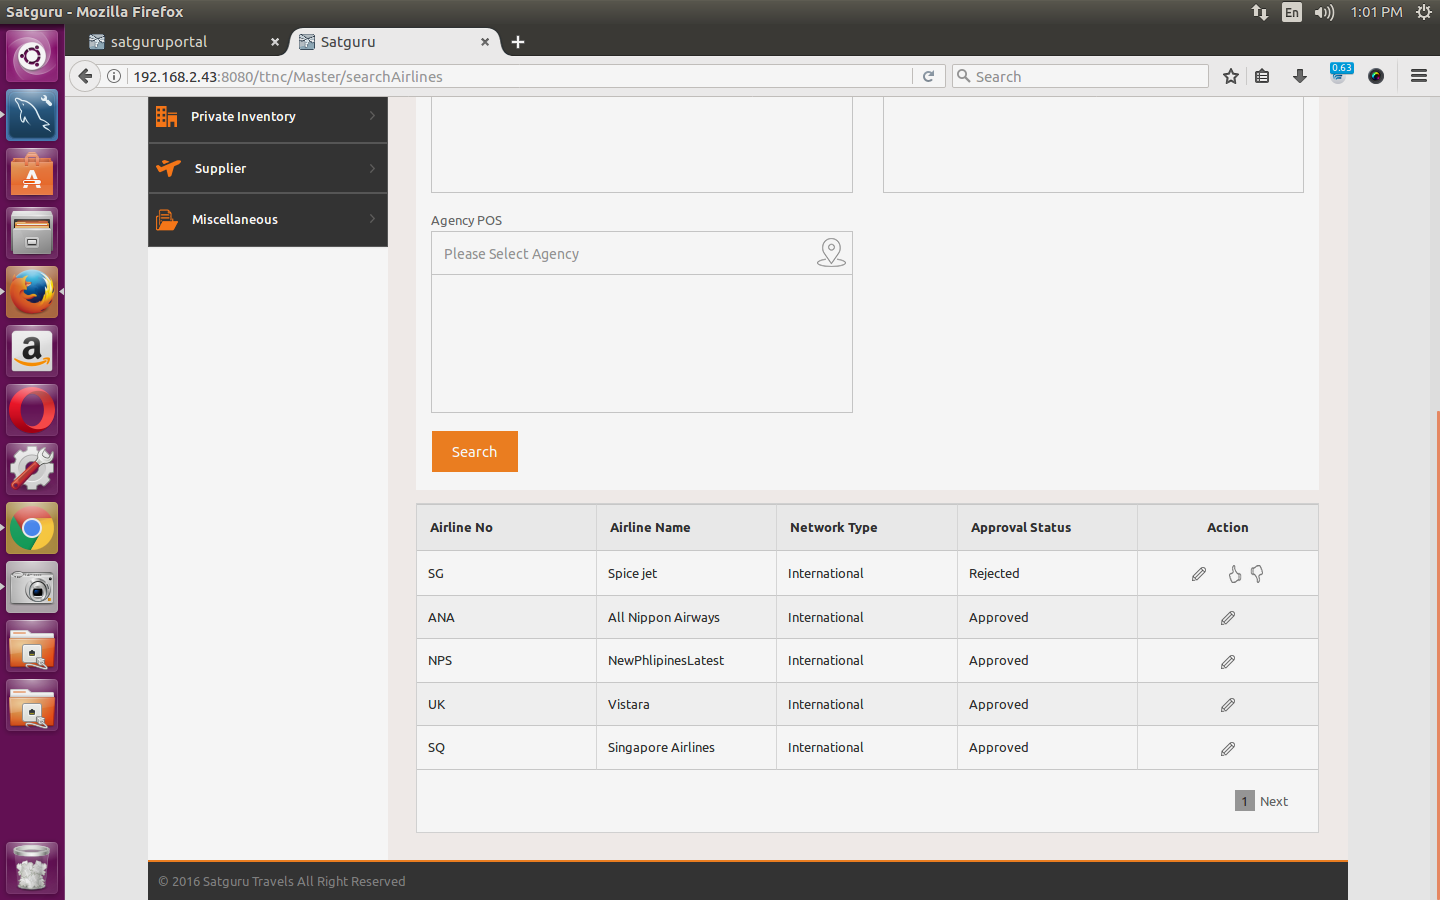 Satguru - Mozilla Firefox
En
1:01 PM
satguruportal
Satguru
192.168.2.43:8080/ttnc/Master/searchAirlines
Search
0.63
Private Inventory
Supplier
Miscellaneous
Agency POS
Please Select Agency
Search
Airline No Airline Name Network Type Approval Status Action
SG Spice jet International Rejected
ANA All Nippon Airways International Approved
NPS NewPhlipinesLatest International Approved
UK Vistara International Approved
SQ Singapore Airlines International Approved
1 Next
© 2016 Satguru Travels All Right Reserved